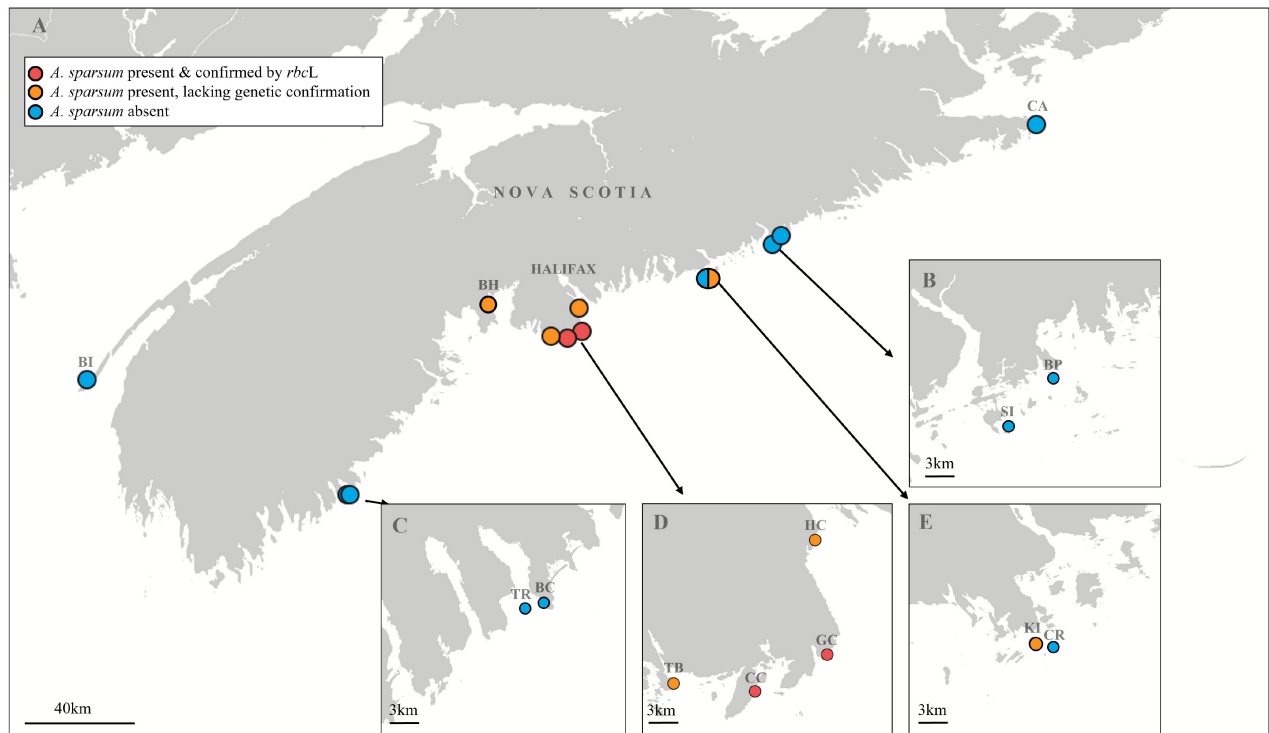 A
A. sparsum present & confirmed by rbcL
A. sparsum present, lacking genetic confirmation
A. sparsum absent
CA
NOVA SCOTIA
HALIFAX
BH
BI
B
BP
SI
3km
C
TR
BC
3km
D
HC
GC
TB
CC
3km
E
KI
CR
3km
40km